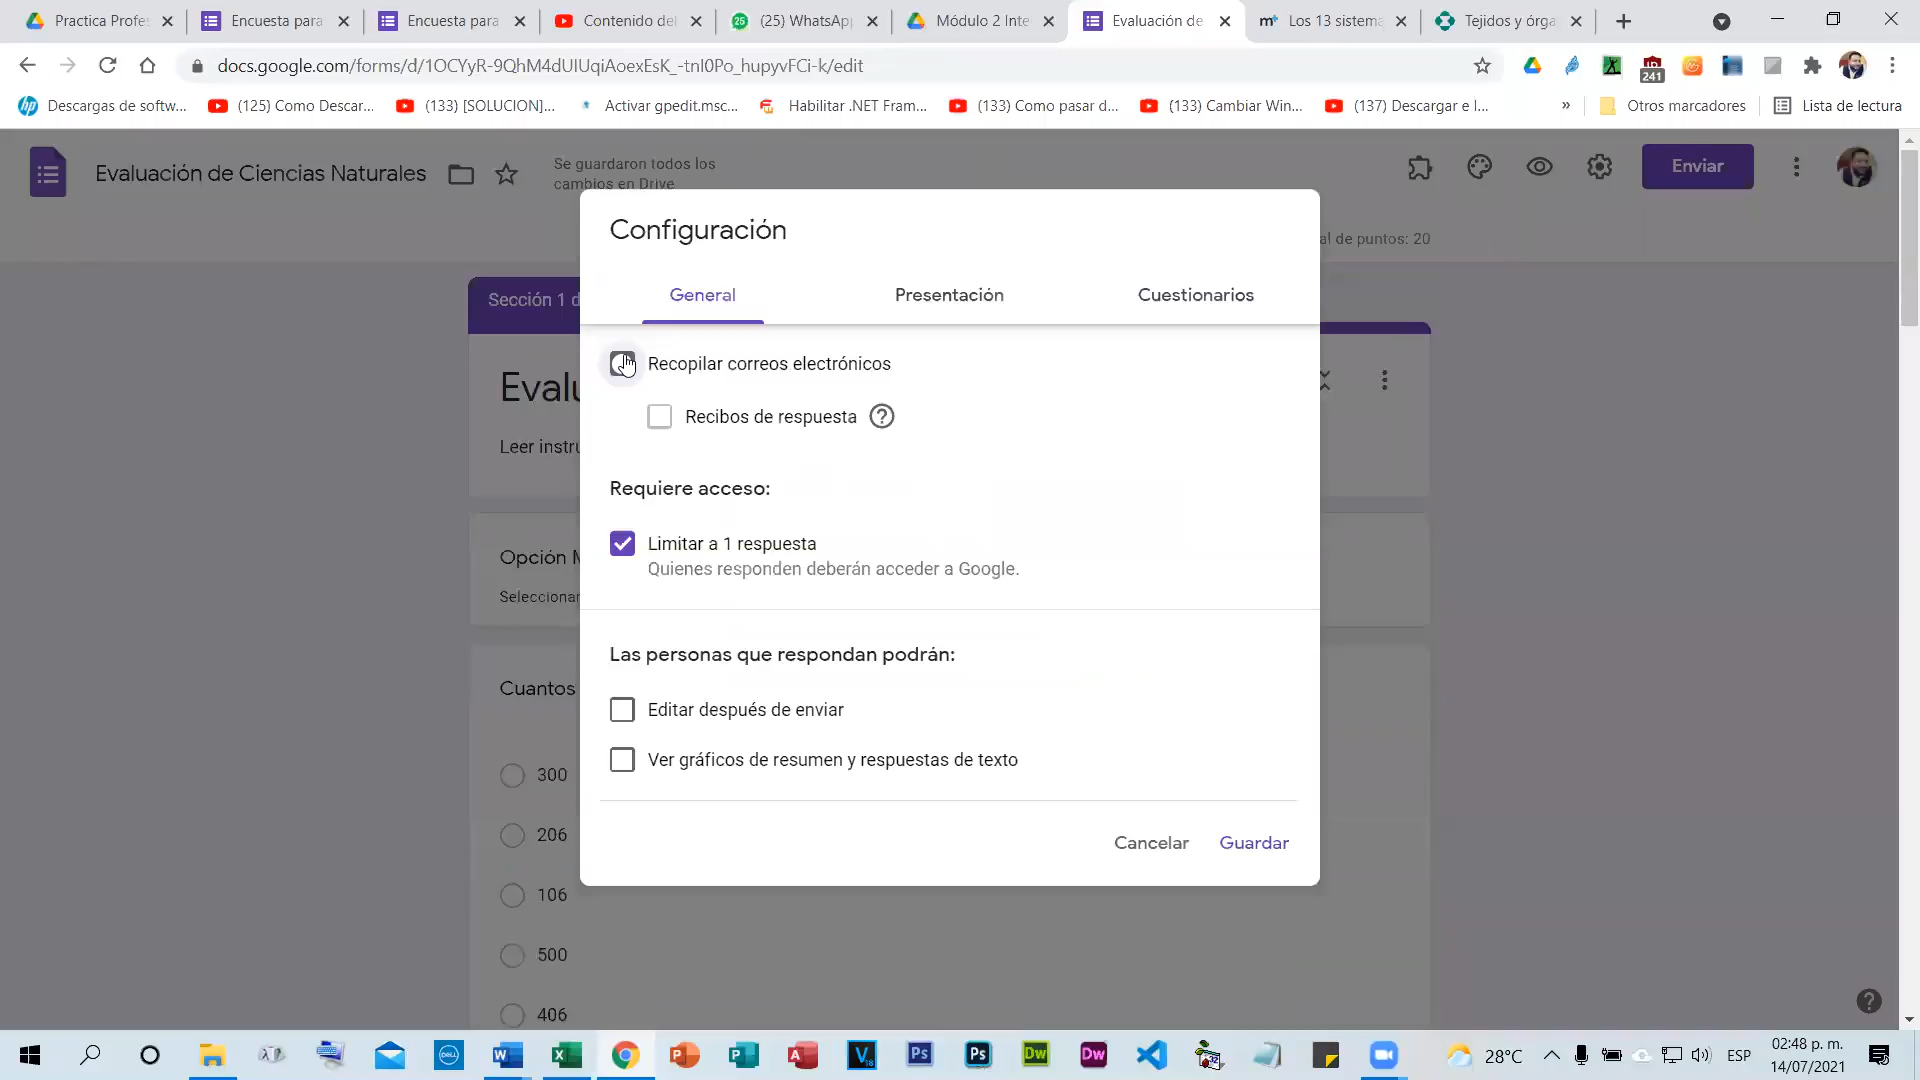 Practica Profes
Encuesta para
Encuesta para
Contenido del
(25) WhatsApp
Módulo 2 Inte
Evaluación de
Los 13 sistema
Tejidos y órga
docs.google.com/forms/d/1OCYyR-9QhM4dUIUqiAoexEsK_-tnI0Po_hupyvFCi-k/edit
241
Descargas de softw...
(125) Como Descar...
(133) [SOLUCION]...
Activar gpedit.msc...
Habilitar .NET Fram...
(133) Como pasar d...
(133) Cambiar Win...
(137) Descargar e I...
»
Otros marcadores
Lista de lectura
Evaluación de Ciencias Naturales
Se guardaron todos los
cambios en Drive
Enviar
al de puntos: 20
Configuración
General
Presentación
Cuestionarios
Sección 1 d
Recopilar correos electrónicos
Evalu
Recibos de respuesta
Leer instru
Requiere acceso:
Limitar a 1 respuesta
Quienes responden deberán acceder a Google.
Opción M
Seleccionar
Las personas que respondan podrán:
Cuantos
Editar después de enviar
Ver gráficos de resumen y respuestas de texto
300
206
106
500
406
Cancelar
Guardar
28°C
ESP
02:48 p. m.
14/07/2021